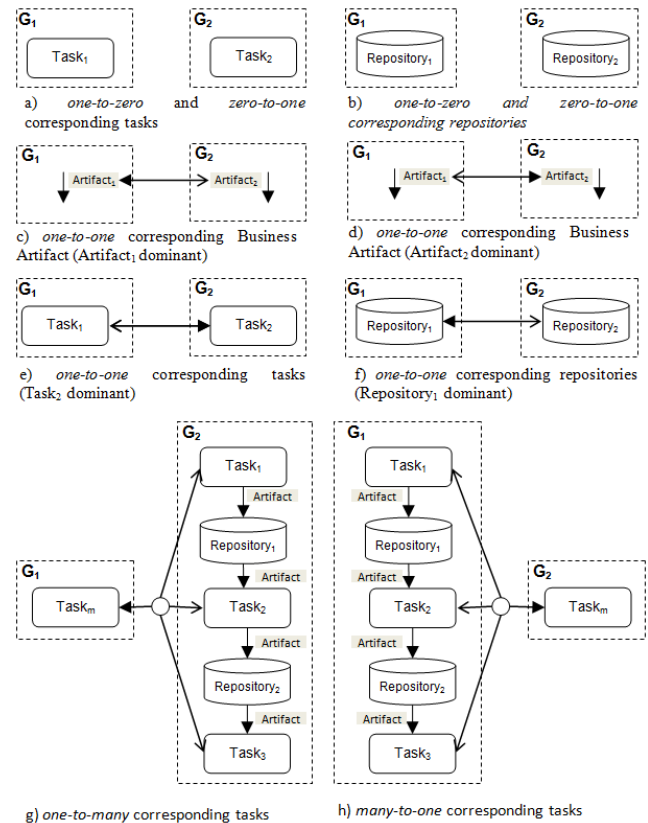 G₁
G₂
Task₁
Task₂
a) one-to-zero and zero-to-one
corresponding tasks
Repository₁
Repository₂
b) one-to-zero and zero-to-one
corresponding repositories
G₁
G₂
Artifact₁
Artifact₂
c) one-to-one corresponding Business
Artifact (Artifact₁ dominant)
G₁
G₂
Artifact₁
Artifact₂
d) one-to-one corresponding Business
Artifact (Artifact₂ dominant)
G₁
G₂
Task₁
Task₂
e) one-to-one corresponding tasks
(Task₂ dominant)
G₁
G₂
Repository₁
Repository₂
f) one-to-one corresponding repositories
(Repository₁ dominant)
G₂
Task₁
Artifact
Repository₁
Artifact
G₁
Taskₘ
Task₂
Artifact
Repository₂
Artifact
Task₃
g) one-to-many corresponding tasks
G₁
Task₁
Artifact
Repository₁
Artifact
Task₂
G₂
Taskₘ
Artifact
Repository₂
Artifact
Task₃
h) many-to-one corresponding tasks
G₁
G₂